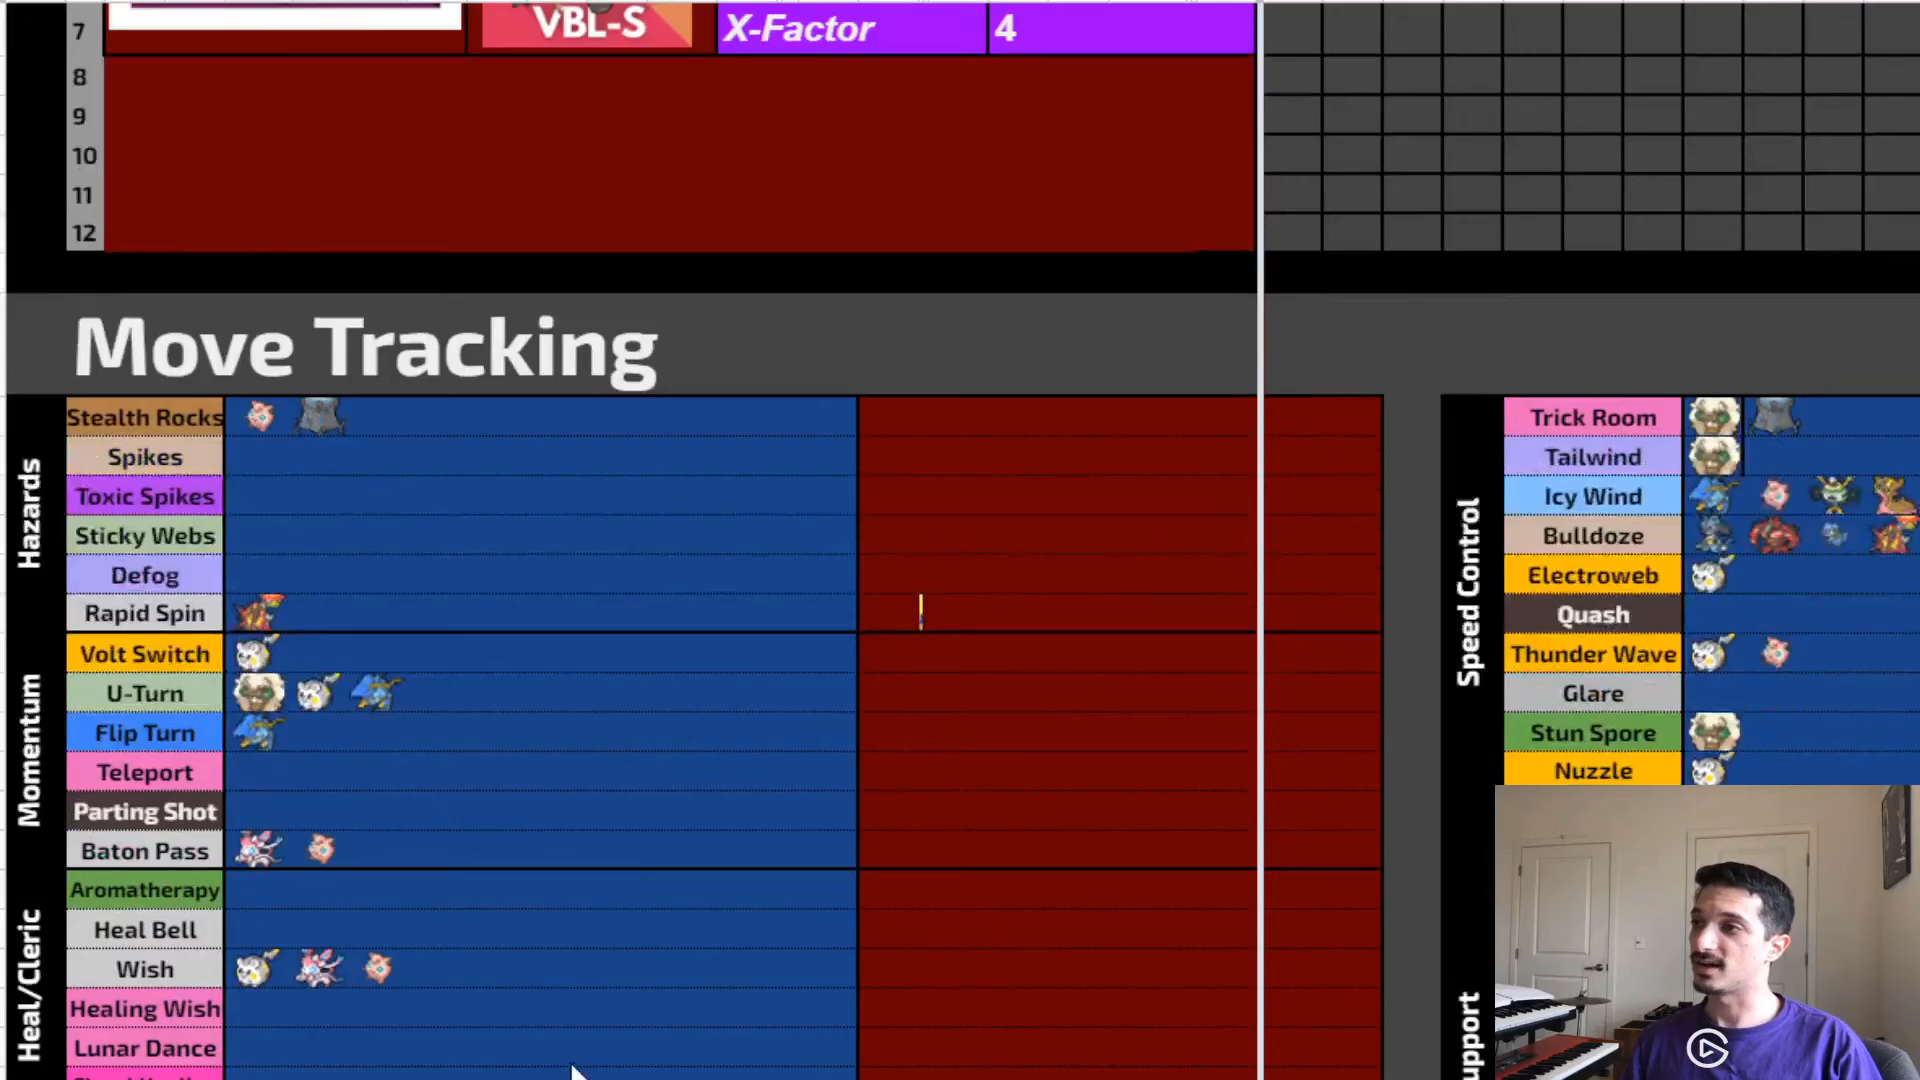 7
VBL-S
X-Factor
4
8
9
10
11
12
Move Tracking
Hazards
Stealth Rocks
Spikes
Toxic Spikes
Sticky Webs
Defog
Rapid Spin
Momentum
Volt Switch
U-Turn
Flip Turn
Teleport
Parting Shot
Baton Pass
Heal/Cleric
Aromatherapy
Heal Bell
Wish
Healing Wish
Lunar Dance
Speed Control
Trick Room
Tailwind
Icy Wind
Bulldoze
Electroweb
Quash
Thunder Wave
Glare
Stun Spore
Nuzzle